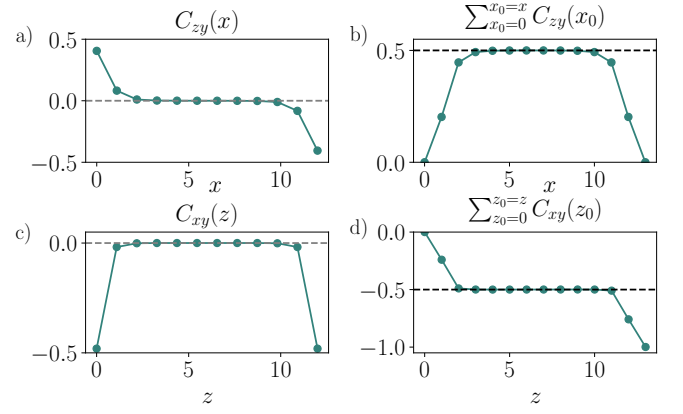 a)
C_{zy}(x)
0.5
0.0
−0.5
0 5 10
x
b)
∑_{x_0=0}^{x_0=x} C_{zy}(x_0)
0.5
0.0
0 5 10
x
c)
C_{xy}(z)
0.0
−0.5
0 5 10
z
d)
∑_{z_0=0}^{z_0=z} C_{xy}(z_0)
0.0
−0.5
−1.0
0 5 10
z